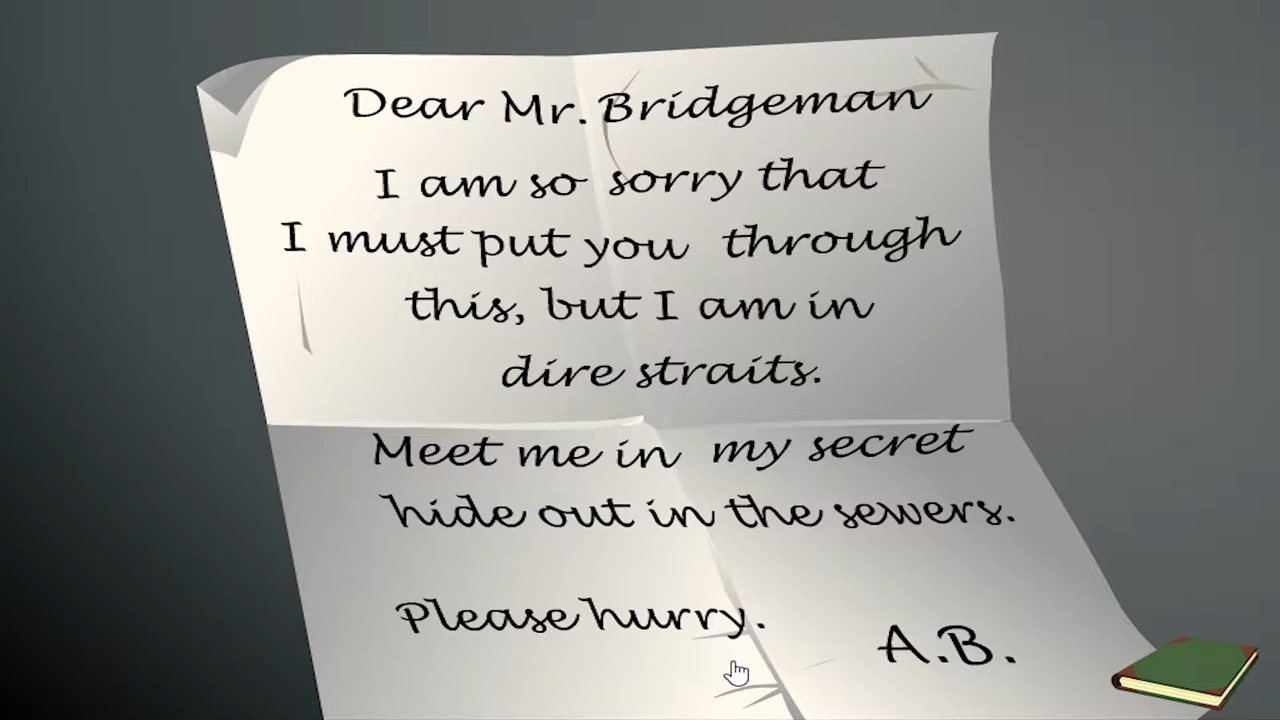 Dear Mr. Bridgeman
I am so sorry that
I must put you through
this, but I am in
dire straits.
Meet me in my secret
hide out in the sewers.
Please hurry.
A.B.